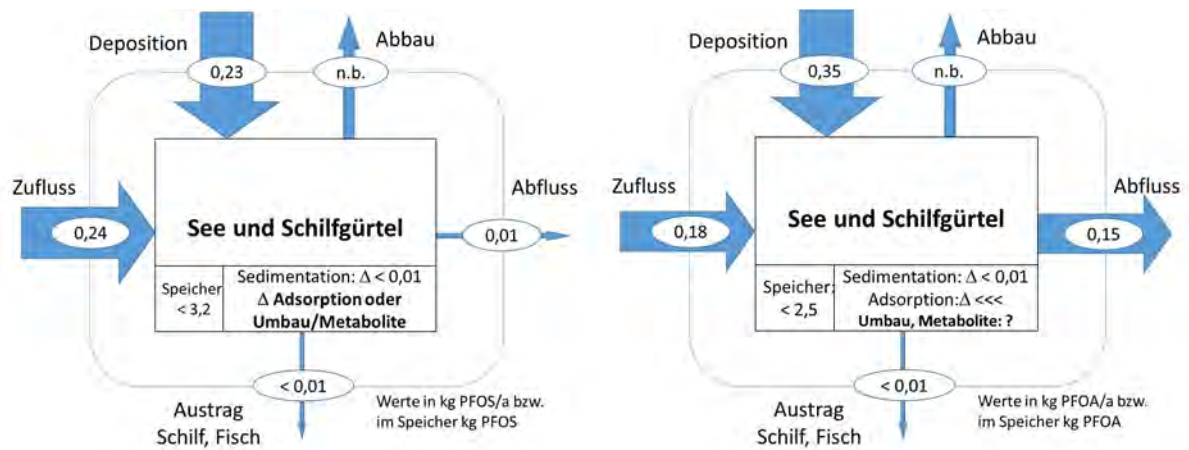 Deposition
Abbau
0,23
n.b.
Zufluss
Abfluss
0,24
See und Schilfgürtel
0,01
Speicher
< 3,2
Sedimentation: Δ < 0,01
Δ Adsorption oder
Umbau/Metabolite
< 0,01
Austrag
Schilf, Fisch
Werte in kg PFOS/a bzw.
im Speicher kg PFOS
Deposition
Abbau
0,35
n.b.
Zufluss
Abfluss
0,18
See und Schilfgürtel
0,15
Speicher:
< 2,5
Sedimentation: Δ < 0,01
Adsorption:Δ <<<
Umbau, Metabolite: ?
< 0,01
Austrag
Schilf, Fisch
Werte in kg PFOA/a bzw.
im Speicher kg PFOA